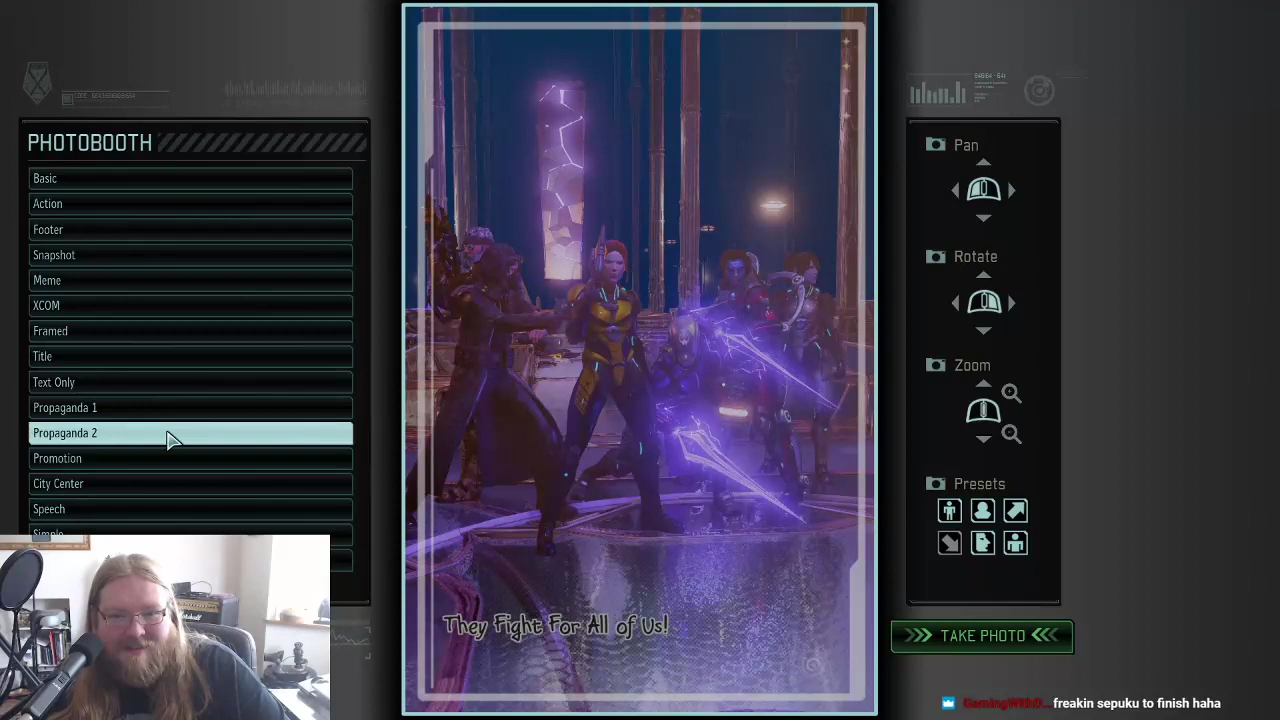 PHOTOBOOTH
Basic
Action
Footer
Snapshot
Meme
XCOM
Framed
Title
Text Only
Propaganda 1
Propaganda 2
Promotion
City Center
Speech
Simple
They Fight For All of Us!
Pan
Rotate
Zoom
Presets
TAKE PHOTO
freakin sepuku to finish haha